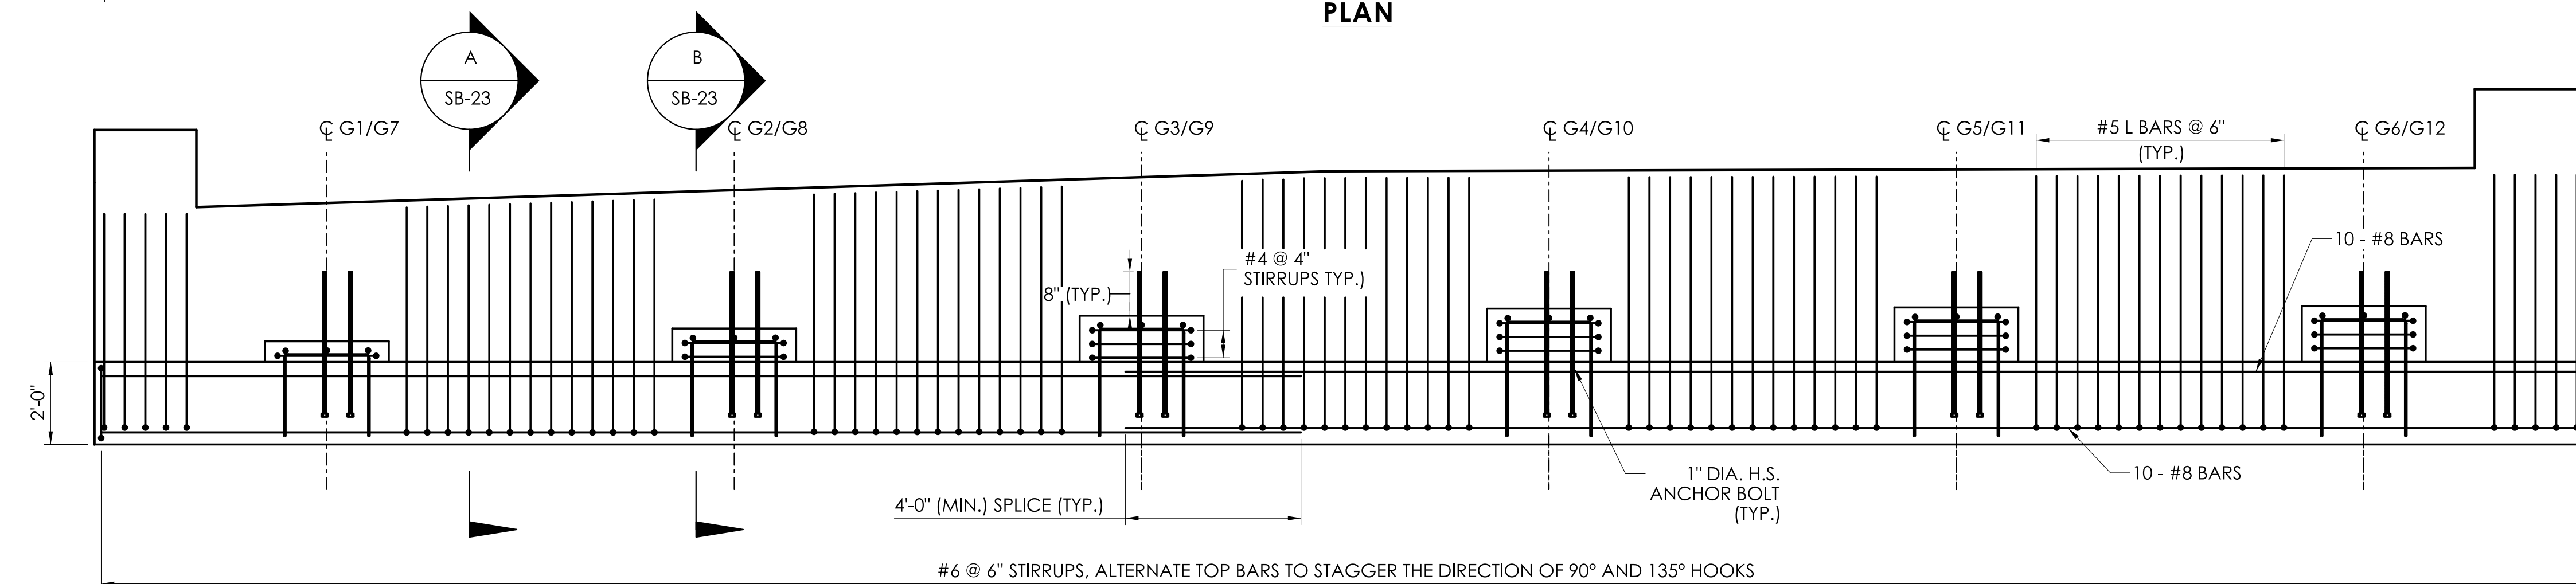 PLAN
A
SB-23
B
SB-23
℄ G1/G7
℄ G2/G8
℄ G3/G9
℄ G4/G10
℄ G5/G11
#5 L BARS @ 6"
(TYP.)
℄ G6/G12
10 - #8 BARS
#4 @ 4"
STIRRUPS TYP.)
8" (TYP.)
2'-0"
1" DIA. H.S.
ANCHOR BOLT
(TYP.)
10 - #8 BARS
4'-0" (MIN.) SPLICE (TYP.)
#6 @ 6" STIRRUPS, ALTERNATE TOP BARS TO STAGGER THE DIRECTION OF 90° AND 135° HOOKS